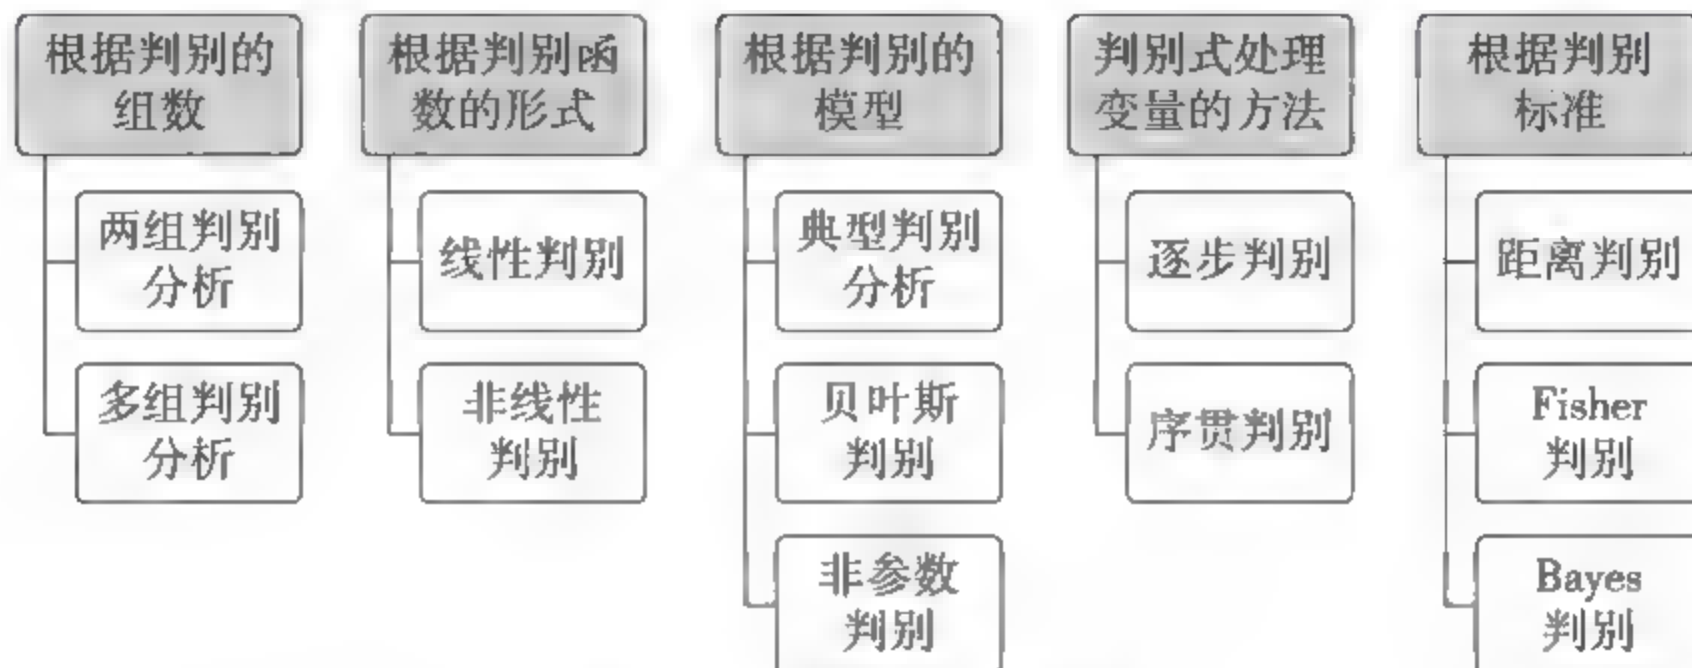 根据判别的
组数
两组判别
分析
多组判别
分析
根据判别函
数的形式
线性判别
非线性
判别
根据判别的
模型
典型判别
分析
贝叶斯
判别
非参数
判别
判别式处理
变量的方法
逐步判别
序贯判别
根据判别
标准
距离判别
Fisher
判别
Bayes
判别